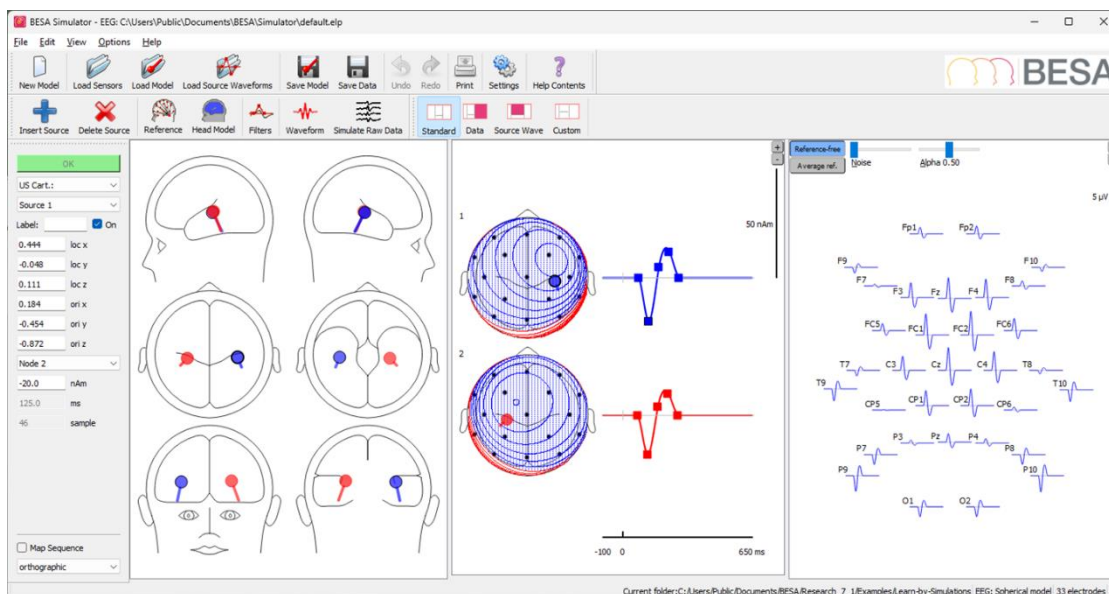 BESA Simulator - EEG: C:\Users\Public\Documents\BESA\Simulator\default.elp
File Edit View Options Help
New Model Load Sensors Load Model Load Source Waveforms Save Model Save Data Undo Redo Print Settings Help Contents
BESA
Insert Source Delete Source Reference Head Model Filters Waveform Simulate Raw Data Standard Data Source Wave Custom
OK
US Cart.:
Source 1
Label: On
0.444 loc x
-0.048 loc y
0.111 loc z
0.184 ori x
-0.454 ori y
-0.872 ori z
Node 2
-20.0 nAm
125.0 ms
46 sample
Map Sequence
orthographic
+
-
1
50 nAm
2
-100 0 650 ms
Reference-free
Average ref.
Noise Alpha 0.50
5 µV
Fp1 Fp2
F9 F10
F7 F3 Fz F4 F8
FC5 FC1 FC2 FC6
T7 C3 Cz C4 T8
T9 T10
CP5 CP1 CP2 CP6
P7 P3 Pz P4 P8
P9 P10
O1 O2
Current folder:C:/Users/Public/Documents/BESA/Research_7_1/Examples/Learn-by-Simulations EEG: Spherical model 33 electrodes